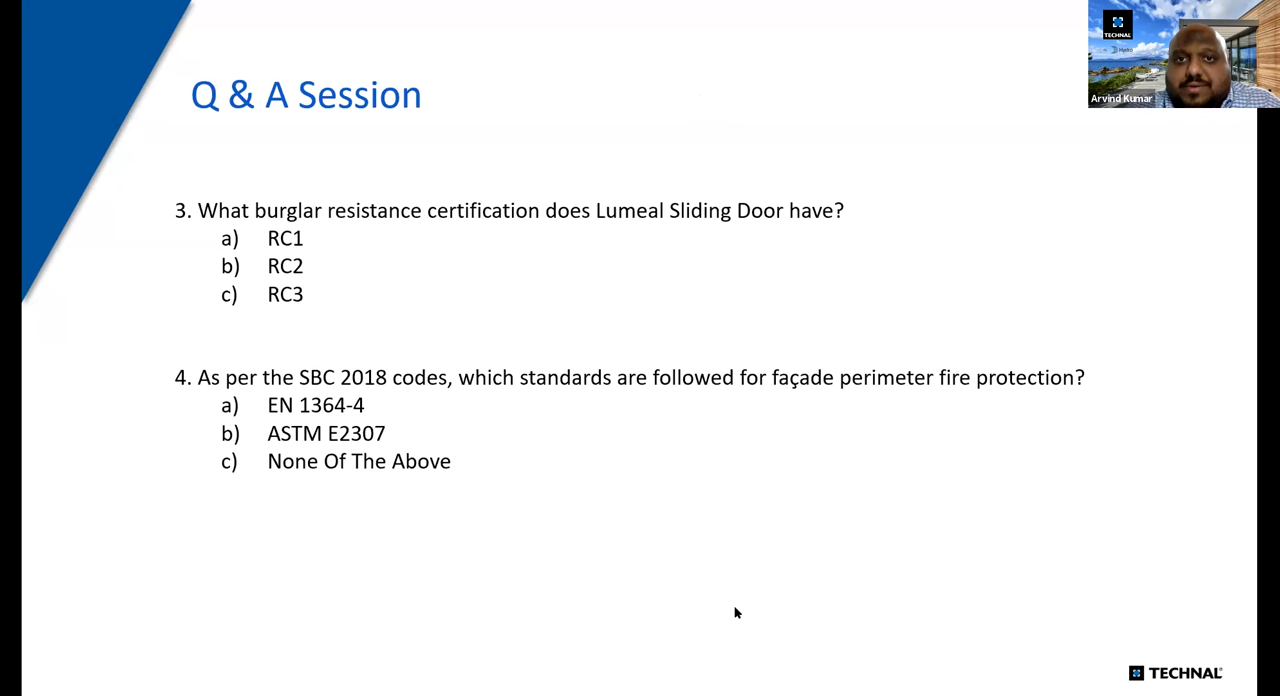 TECHNAL
Hydro
Arvind Kumar
Q & A Session
3. What burglar resistance certification does Lumeal Sliding Door have?
a) RC1
b) RC2
c) RC3
4. As per the SBC 2018 codes, which standards are followed for façade perimeter fire protection?
a) EN 1364-4
b) ASTM E2307
c) None Of The Above
TECHNAL